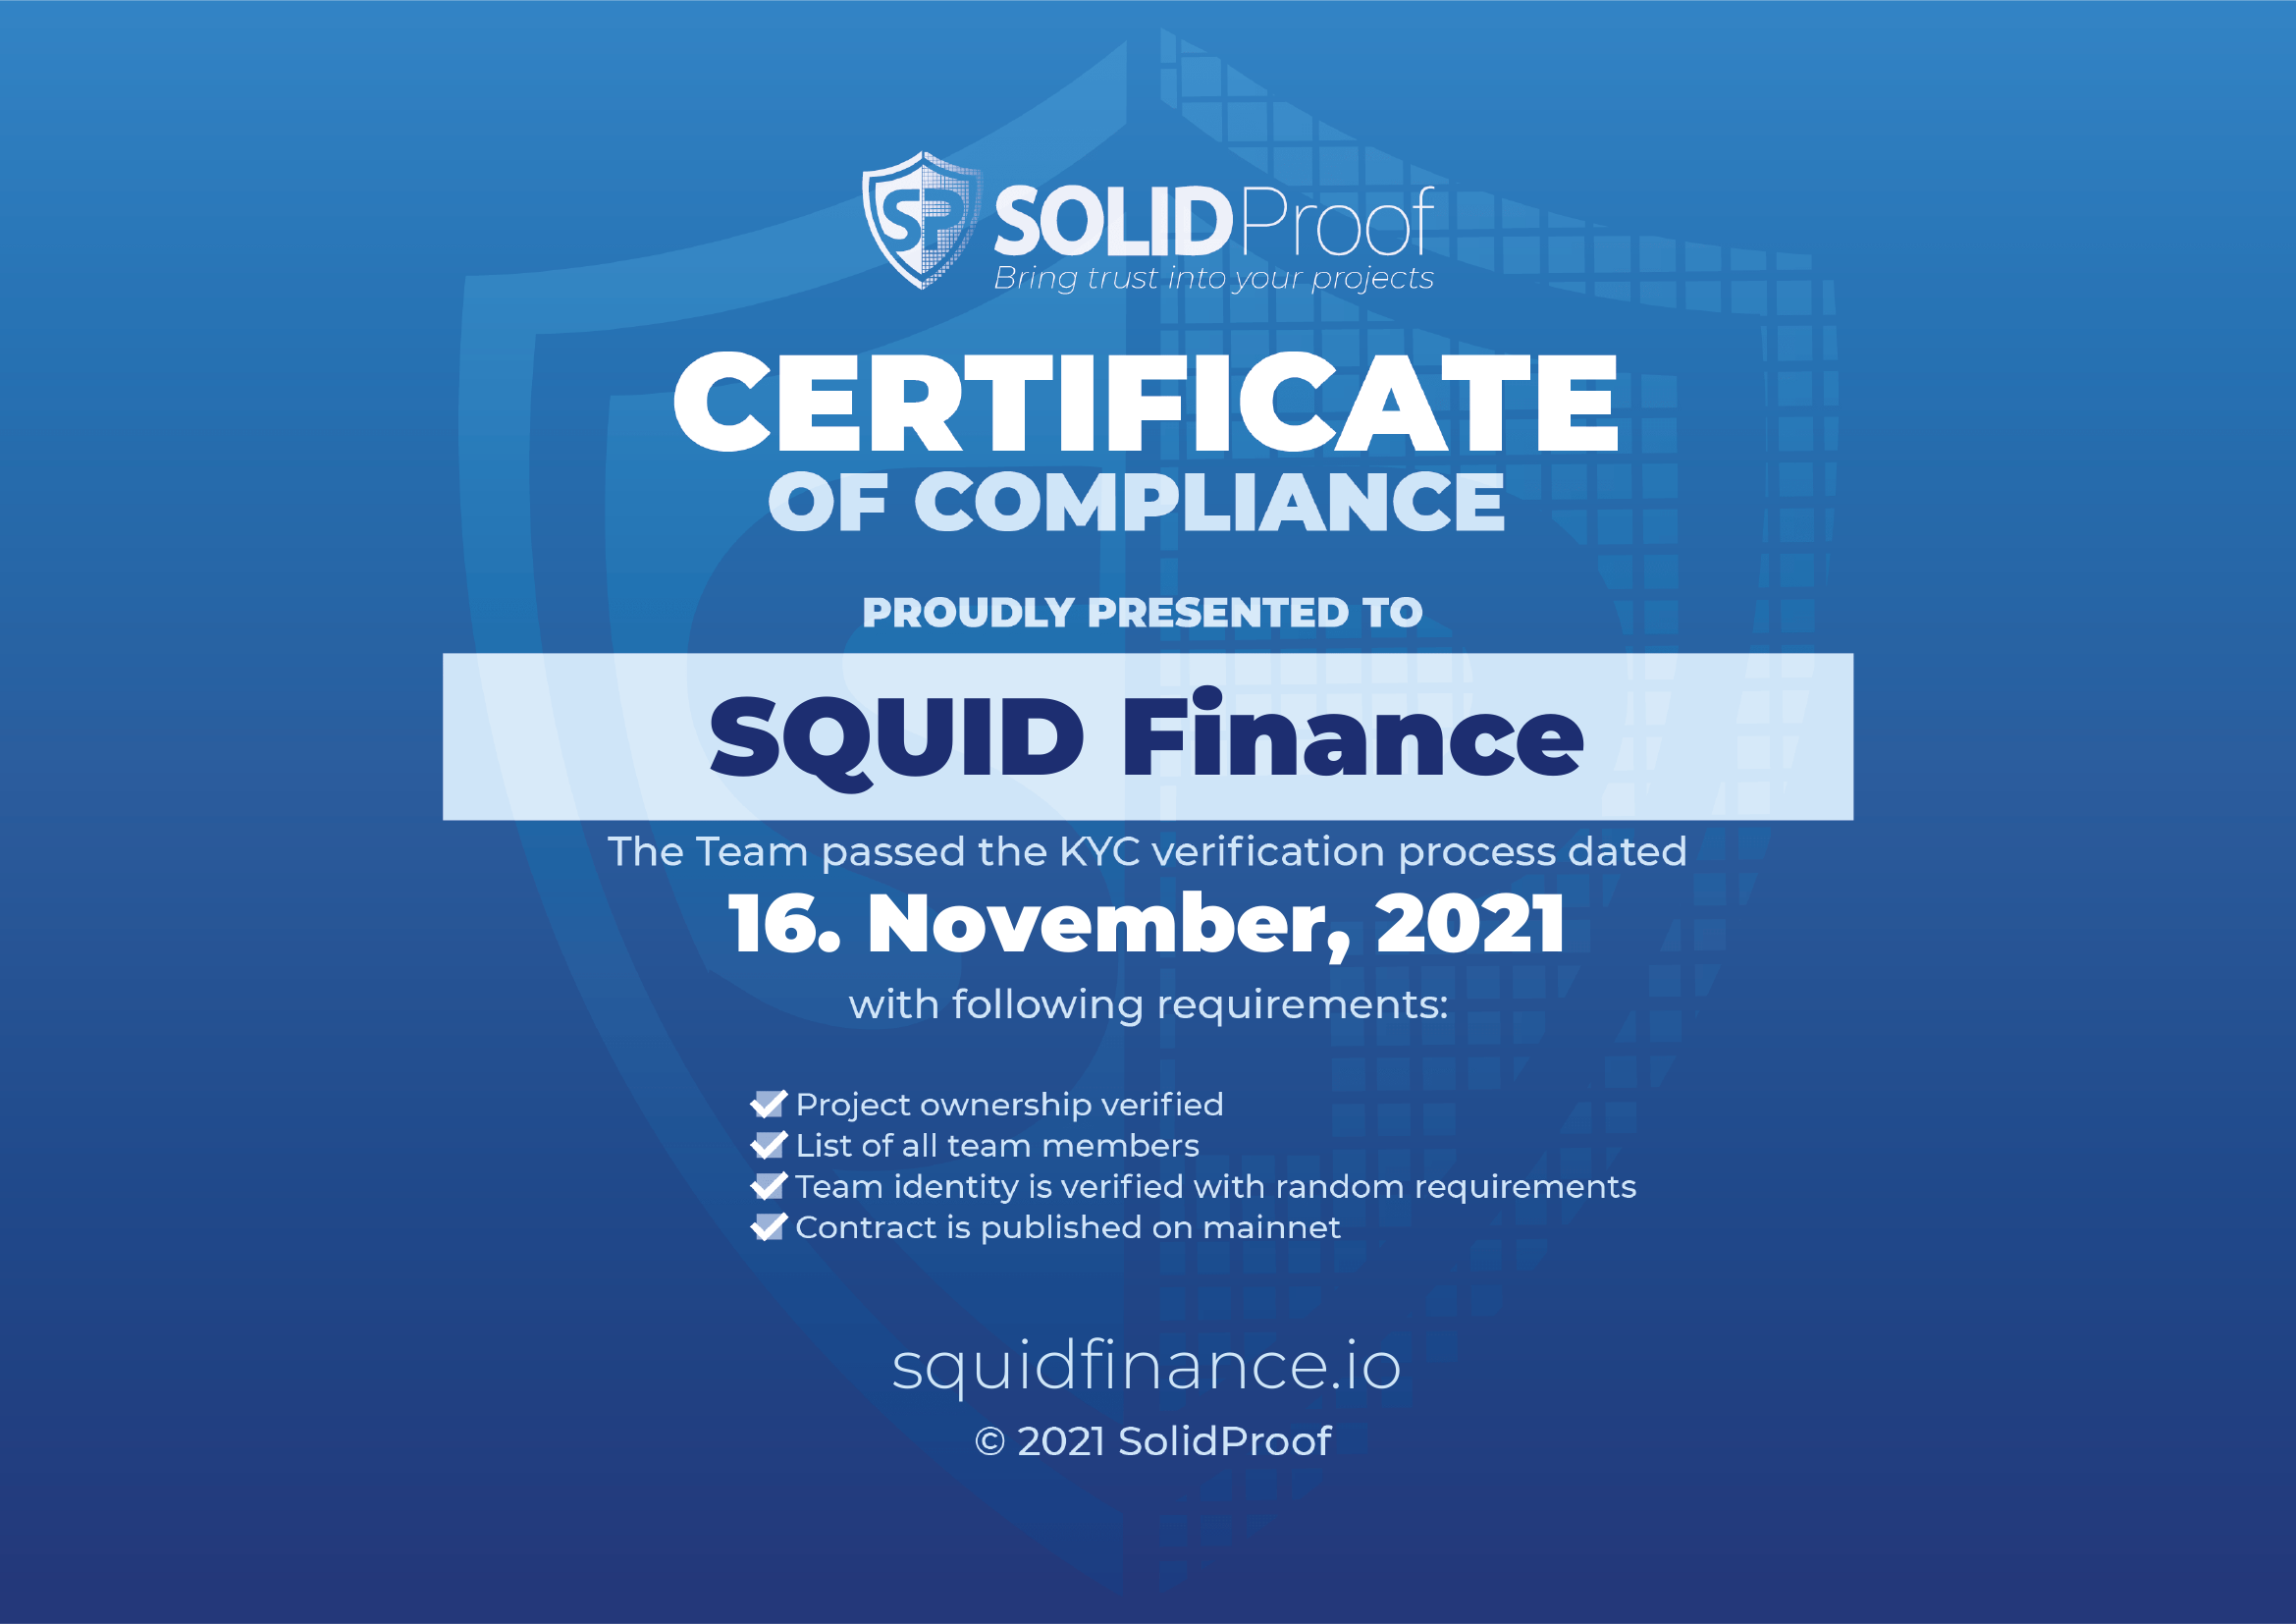 SP SOLIDProof
Bring trust into your projects
CERTIFICATE
OF COMPLIANCE
PROUDLY PRESENTED TO
SQUID Finance
The Team passed the KYC verification process dated
16. November, 2021
with following requirements:
Project ownership verified
List of all team members
Team identity is verified with random requirements
Contract is published on mainnet
squidfinance.io
© 2021 SolidProof